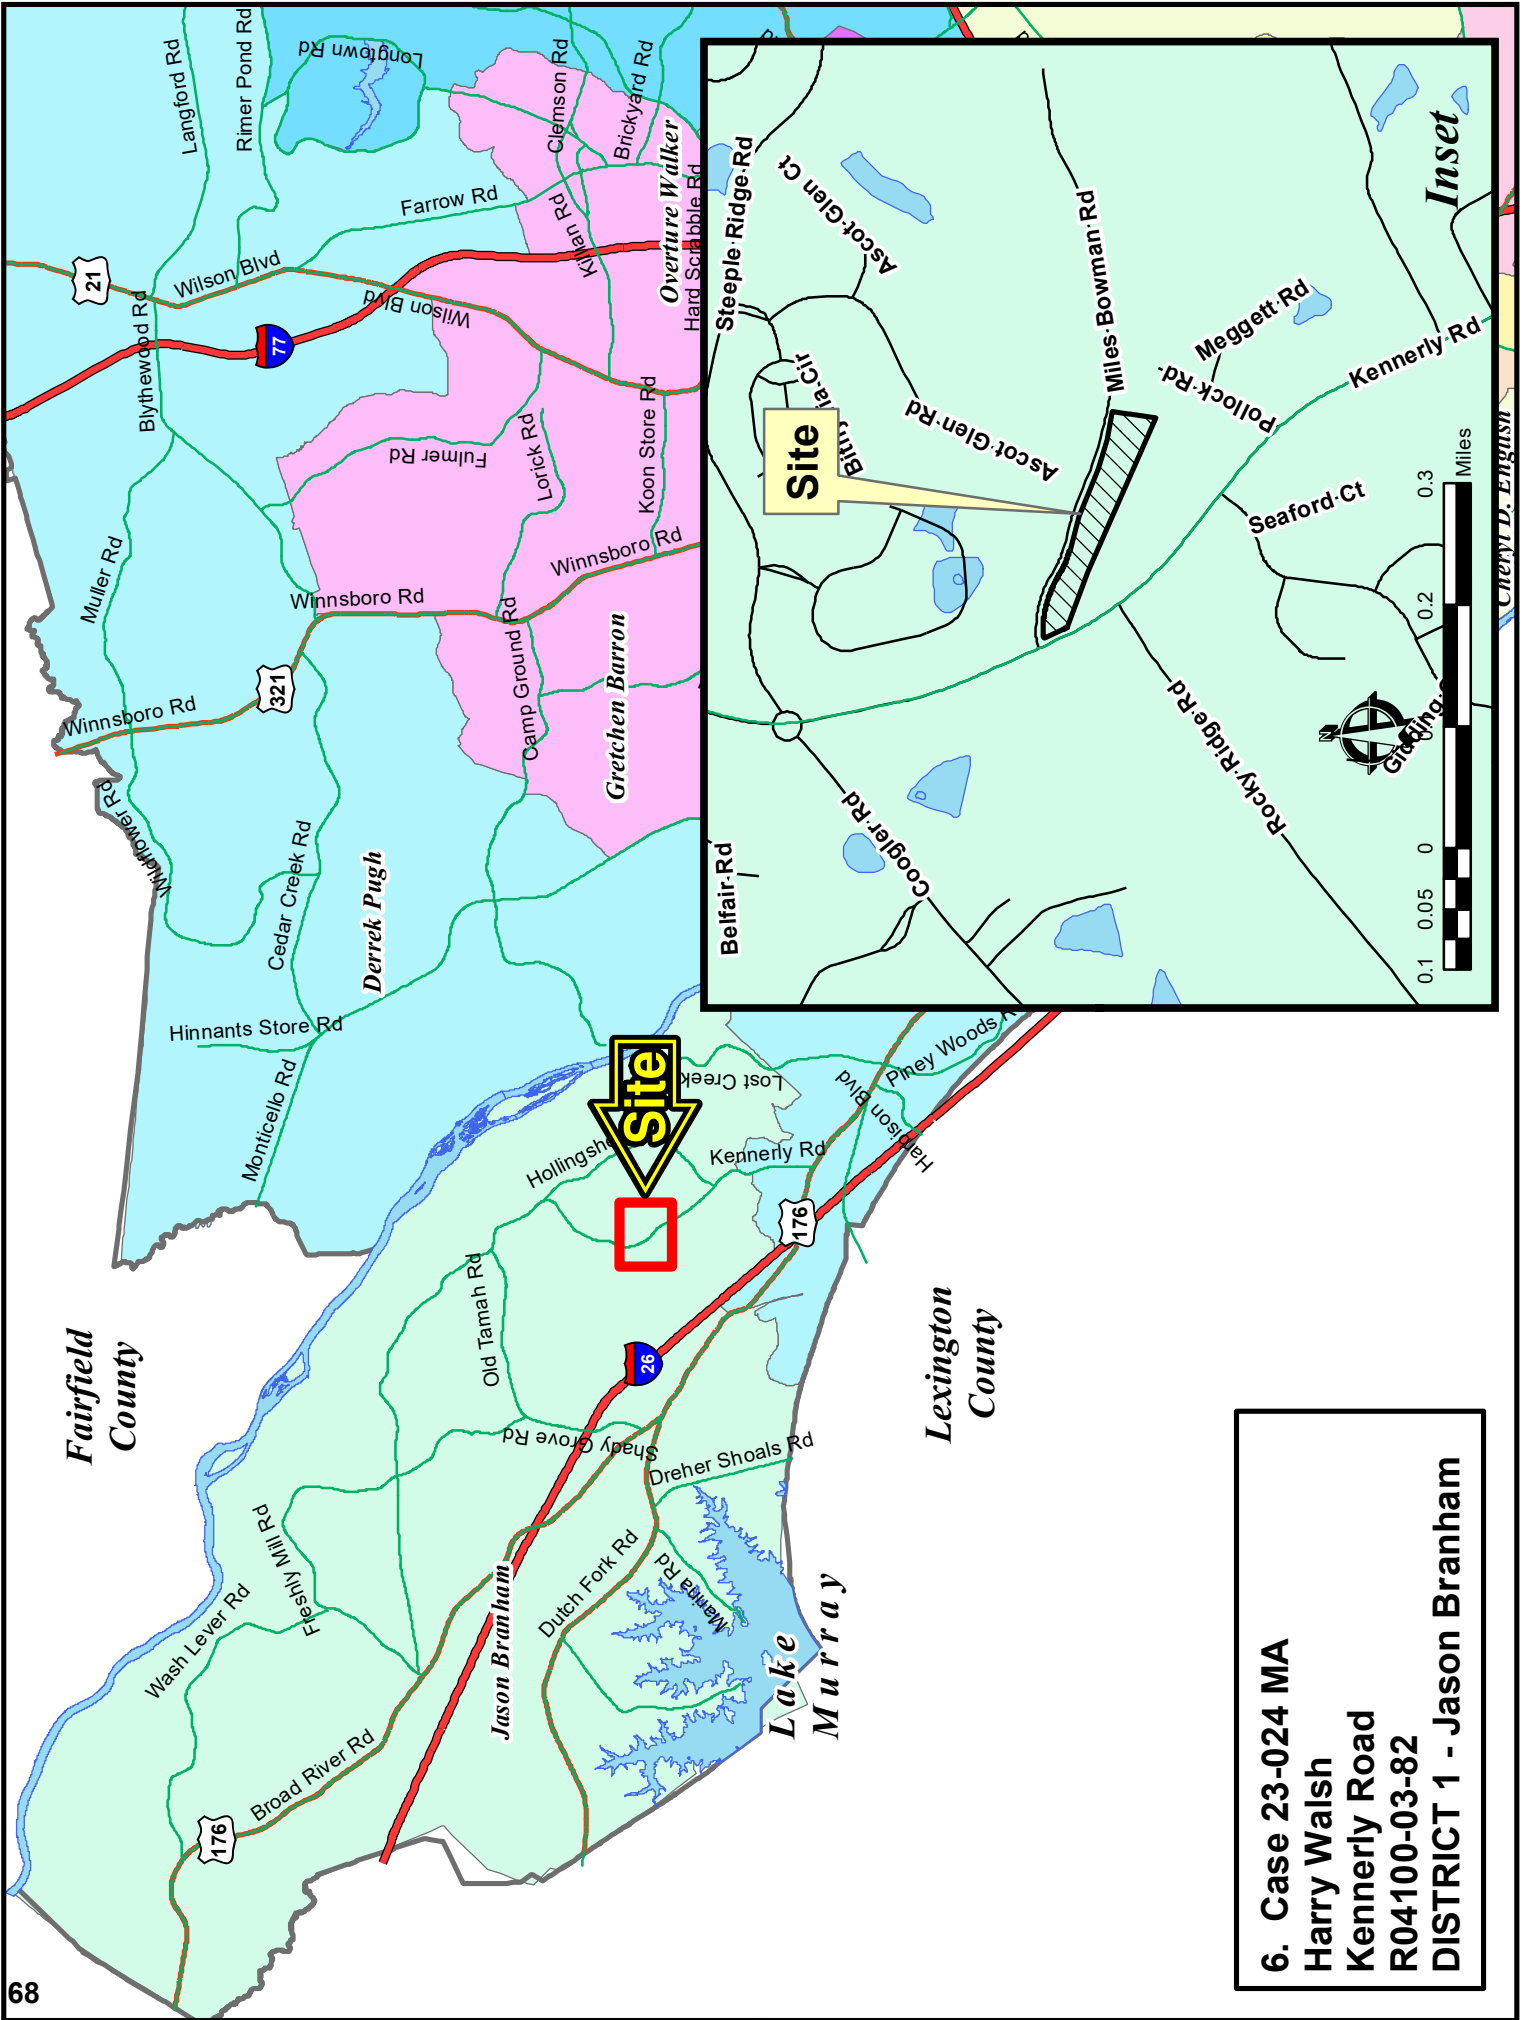 68
Fairfield
County
Lexington
County
Lake
Murray
Langford Rd
Rimer Pond Rd
Longtown Rd
Clemson Rd
Brickyard Rd
Overture Walker
Hard Scrabble Rd
Farrow Rd
Killian Rd
21
Wilson Blvd
Wilson Blvd
Blythewood Rd
77
Fulmer Rd
Lorick Rd
Koon Store Rd
Muller Rd
Winnsboro Rd
Winnsboro Rd
Winnsboro Rd
321
Camp Ground Rd
Gretchen Barron
Wildflower Rd
Cedar Creek Rd
Derrek Pugh
Hinnants Store Rd
Monticello Rd
Lost Creek
Piney Woods
Harbison Blvd
Hollingsh
Site
Kennerly Rd
176
Old Tamah Rd
26
Shady Grove Rd
Dreher Shoals Rd
Freshly Mill Rd
Wash Lever Rd
Jason Branham
Dutch Fork Rd
Marina Rd
Broad River Rd
176
Cheryl D. English
Inset
Steeple Ridge Rd
Ascot Glen Ct
Miles Bowman Rd
Meggett Rd
Pollock Rd
Kennerly Rd
Ascot Glen Rd
Site
Seaford Ct
Rocky Ridge Rd
Coogler Rd
Belfair Rd
Gidding
N
0.1 0.05 0 0.2 0.3
Miles
6. Case 23-024 MA
Harry Walsh
Kennerly Road
R04100-03-82
DISTRICT 1 - Jason Branham